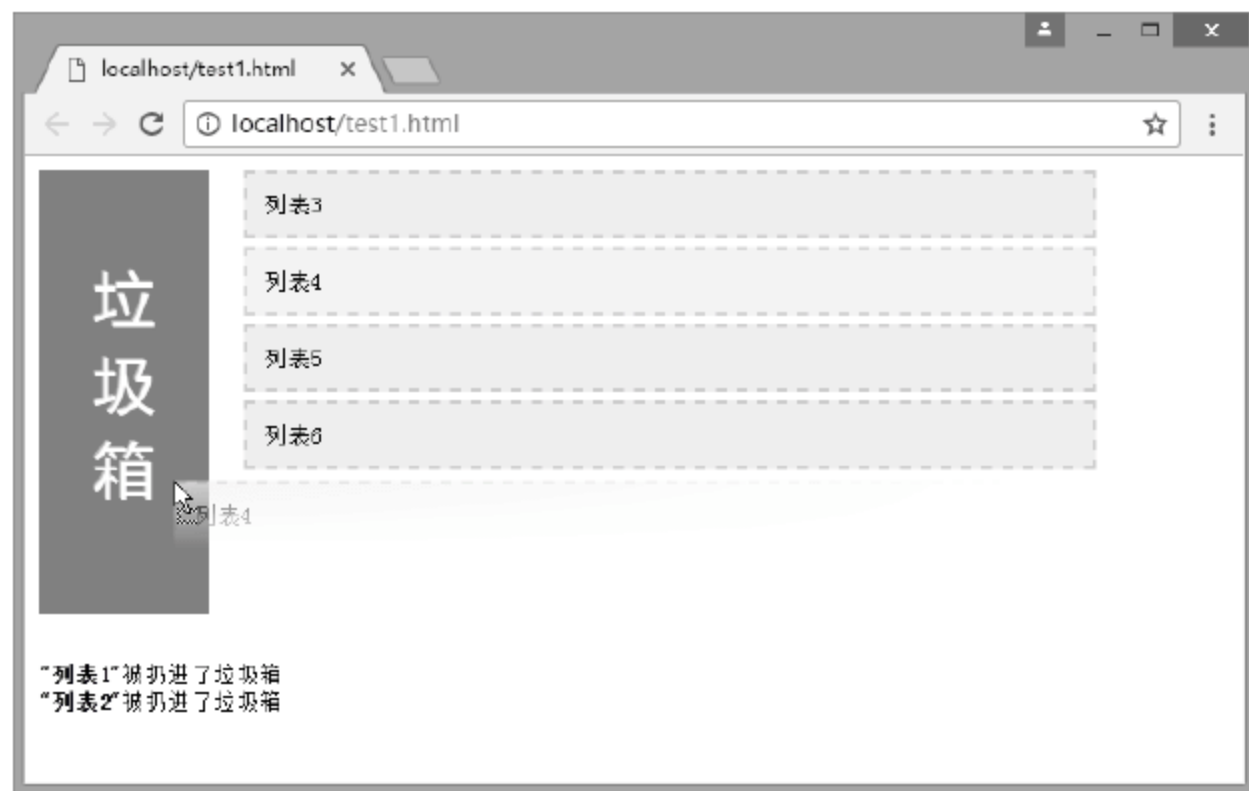 localhost/test1.html
localhost/test1.html
垃
圾
箱
列表3
列表4
列表5
列表6
列表4
"列表1"被扔进了垃圾箱
"列表2"被扔进了垃圾箱